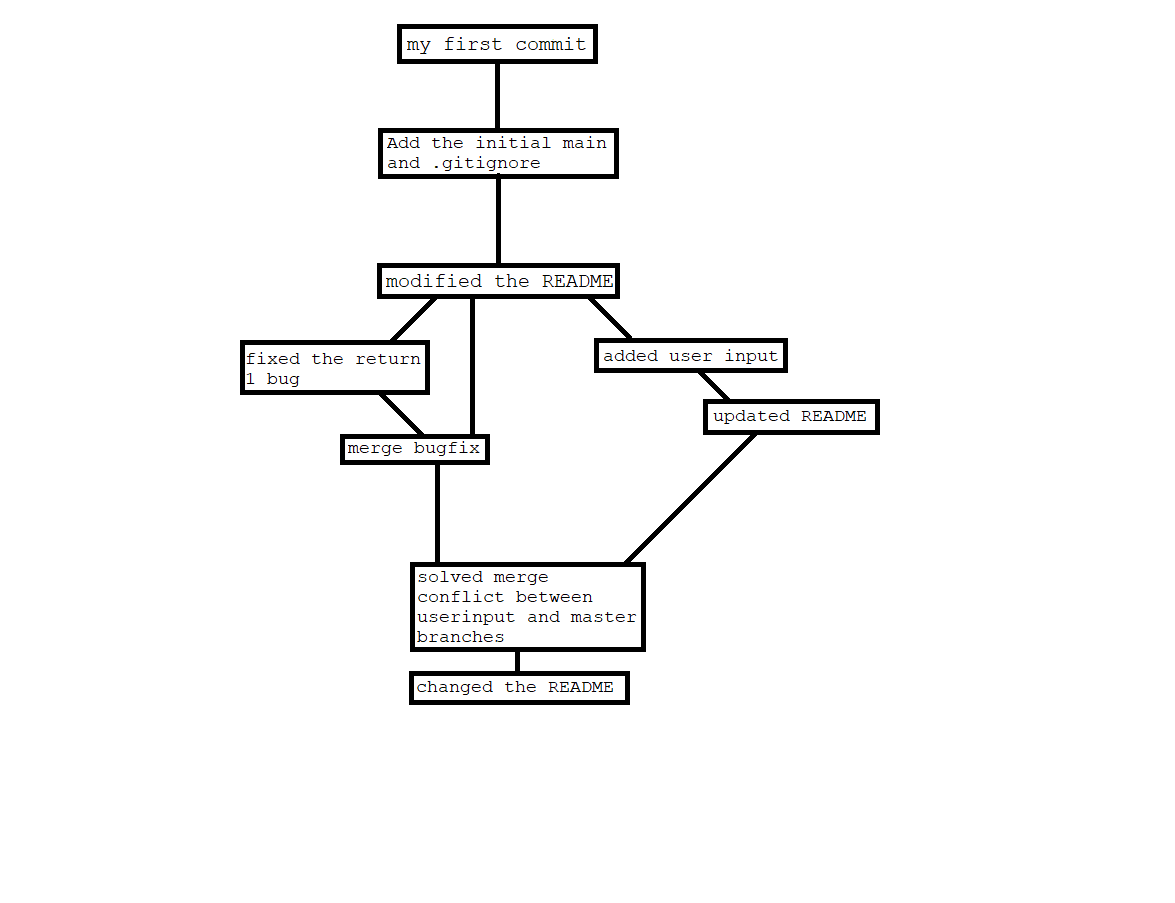 my first commit
Add the initial main
and .gitignore
modified the README
fixed the return
1 bug
added user input
updated README
merge bugfix
solved merge
conflict between
userinput and master
branches
changed the README